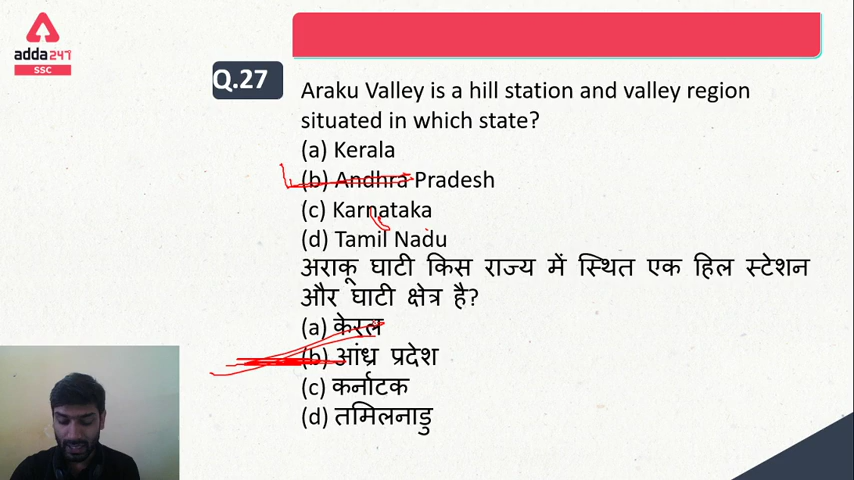 adda247
SSC
Q.27
Araku Valley is a hill station and valley region
situated in which state?
(a) Kerala
(b) Andhra Pradesh
(c) Karnataka
(d) Tamil Nadu
अराकू घाटी किस राज्य में स्थित एक हिल स्टेशन
और घाटी क्षेत्र है?
(a) केरल
(b) आंध्र प्रदेश
(c) कर्नाटक
(d) तमिलनाडु